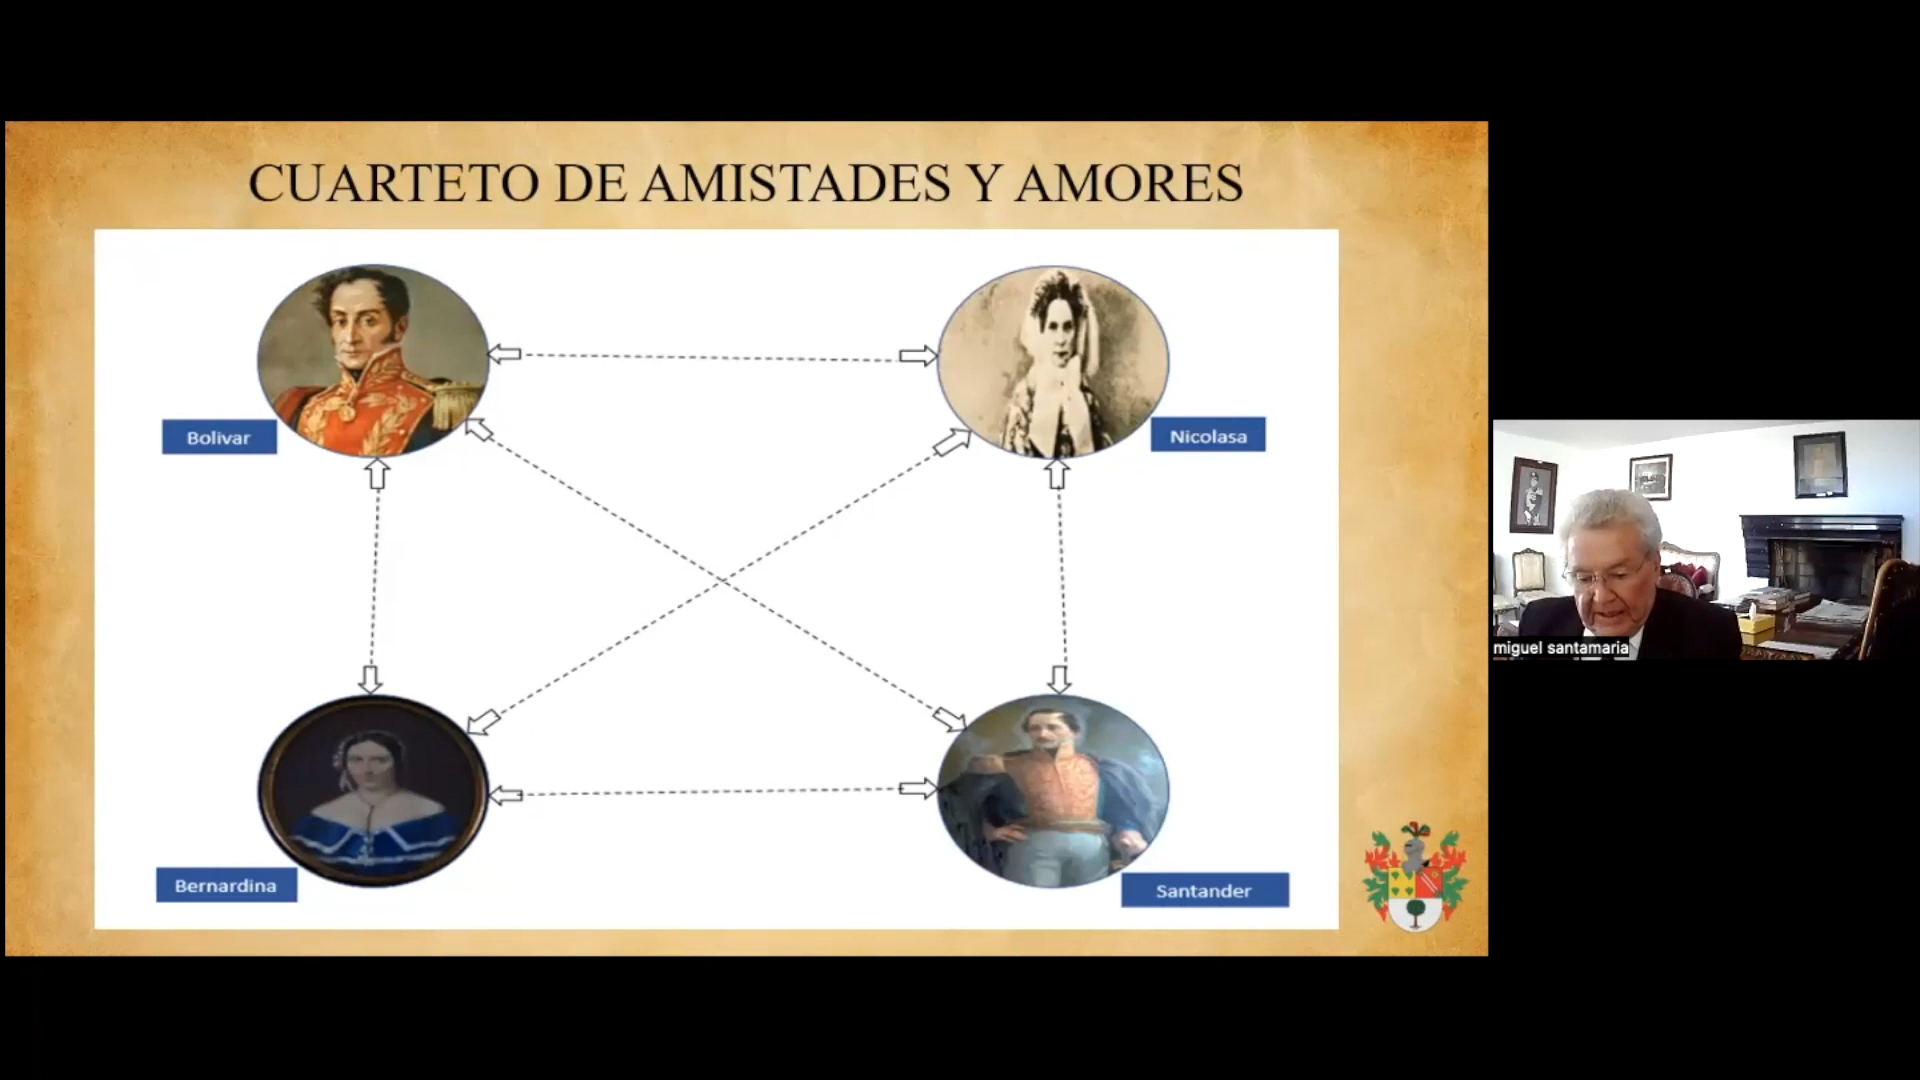 CUARTETO DE AMISTADES Y AMORES
Bolivar
Nicolasa
Bernardina
Santander
miguel santamaria